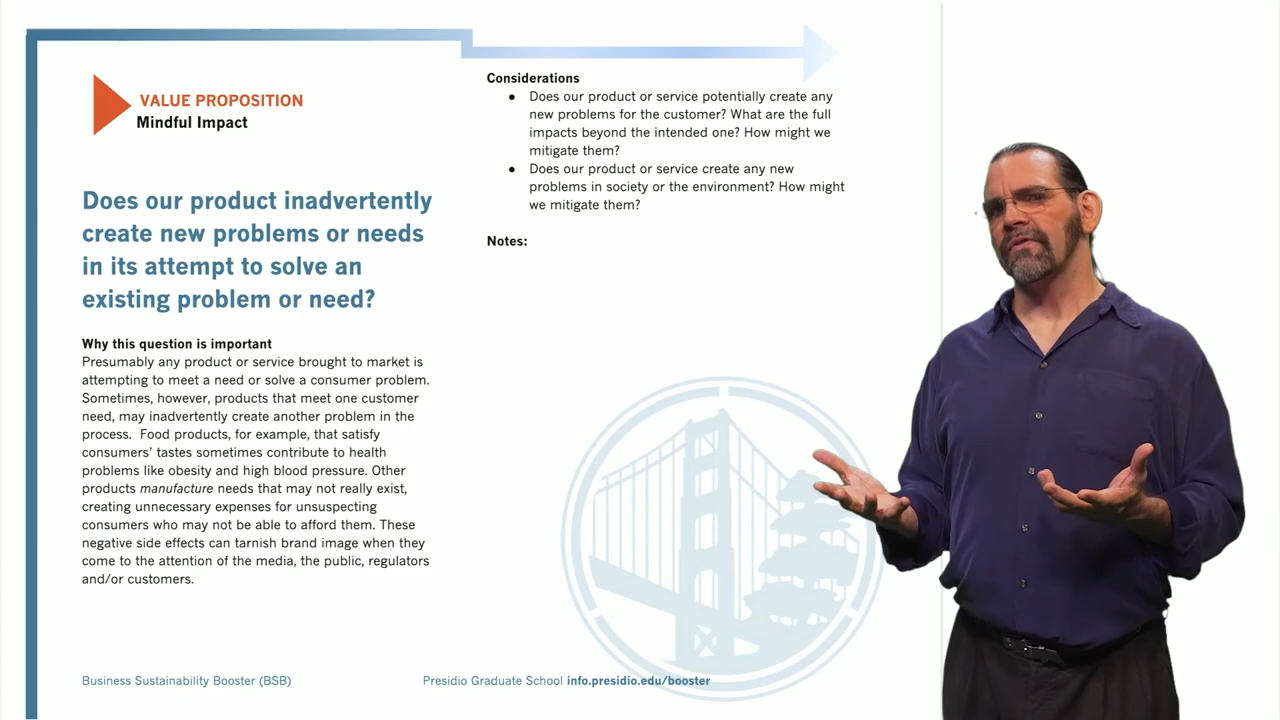 VALUE PROPOSITION
Mindful Impact
Does our product inadvertently
create new problems or needs
in its attempt to solve an
existing problem or need?
Why this question is important
Presumably any product or service brought to market is
attempting to meet a need or solve a consumer problem.
Sometimes, however, products that meet one customer
need, may inadvertently create another problem in the
process. Food products, for example, that satisfy
consumers' tastes sometimes contribute to health
problems like obesity and high blood pressure. Other
products manufacture needs that may not really exist,
creating unnecessary expenses for unsuspecting
consumers who may not be able to afford them. These
negative side effects can tarnish brand image when they
come to the attention of the media, the public, regulators
and/or customers.
Considerations
● Does our product or service potentially create any
new problems for the customer? What are the full
impacts beyond the intended one? How might we
mitigate them?
● Does our product or service create any new
problems in society or the environment? How might
we mitigate them?
Notes:
Business Sustainability Booster (BSB)
Presidio Graduate School info.presidio.edu/booster